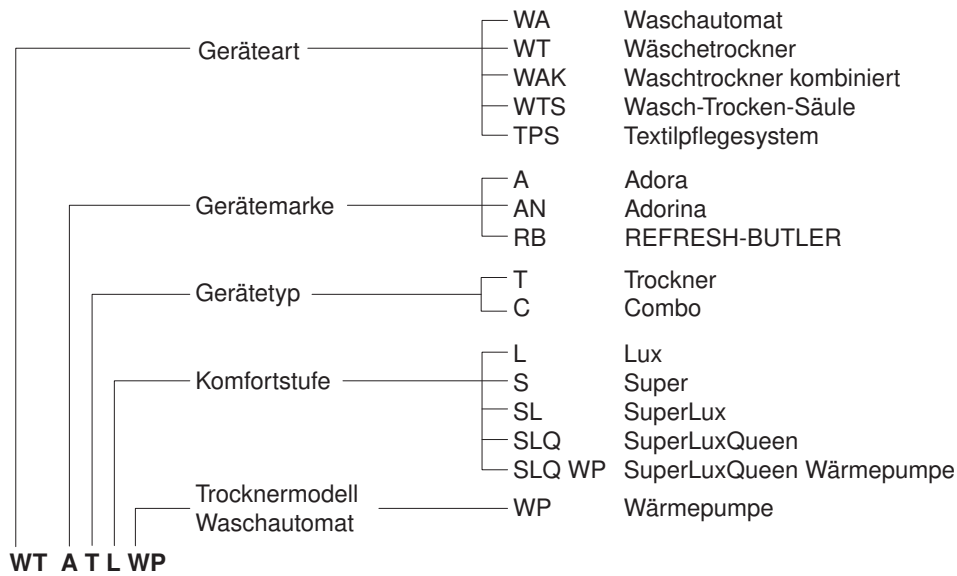 WA Waschautomat
Geräteart WT Wäschetrockner
WAK Waschtrockner kombiniert
WTS Wasch-Trocken-Säule
TPS Textilpflegesystem
A Adora
Gerätemarke AN Adorina
RB REFRESH-BUTLER
T Trockner
Gerätetyp
C Combo
L Lux
Komfortstufe S Super
SL SuperLux
SLQ SuperLuxQueen
SLQ WP SuperLuxQueen Wärmepumpe
Trocknermodell
Waschautomat
WP Wärmepumpe
WT A T L WP